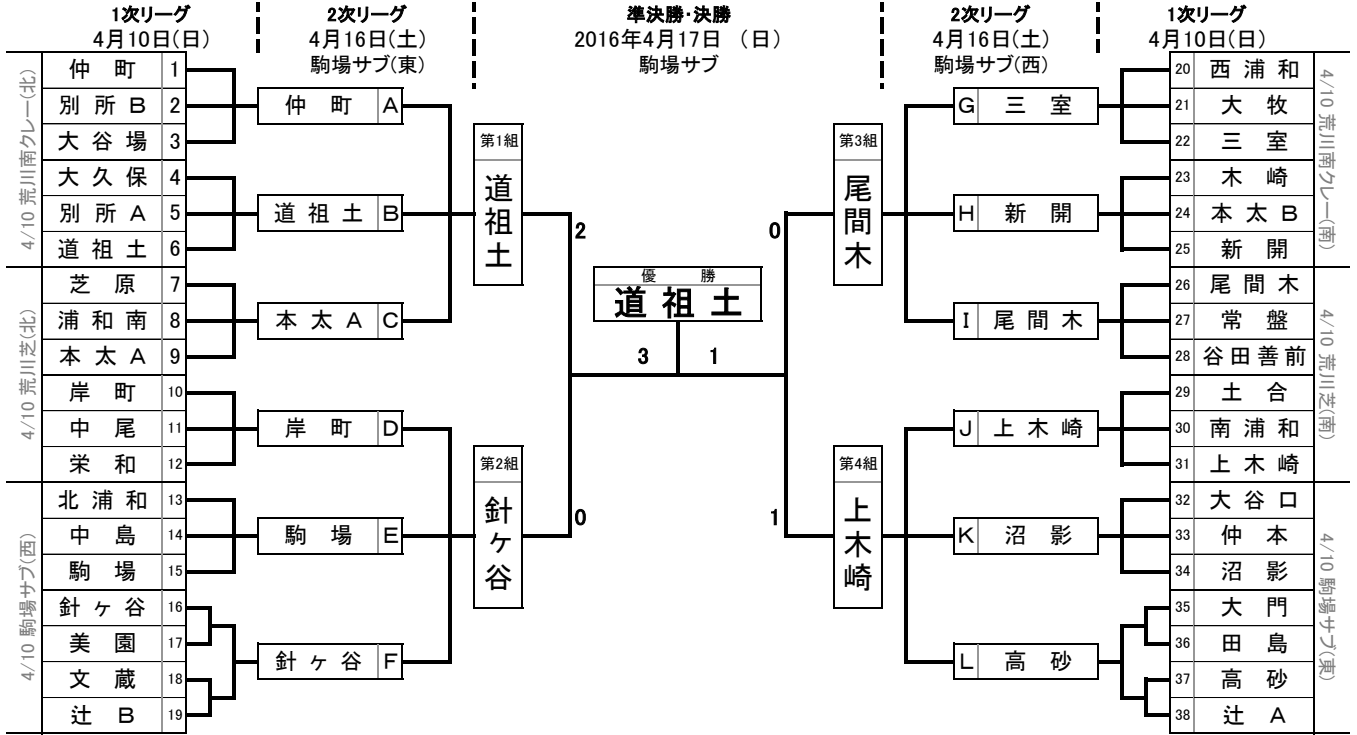 1次リーグ
4月10日(日)
2次リーグ
4月16日(土)
駒場サブ(東)
準決勝・決勝
2016年4月17日 (日)
駒場サブ
2次リーグ
4月16日(土)
駒場サブ(西)
1次リーグ
4月10日(日)
4/10 荒川南クレー(北)
仲町 1
別所B 2
大谷場 3
大久保 4
別所A 5
道祖土 6
4/10 荒川芝(北)
芝原 7
浦和南 8
本太A 9
岸町 10
中尾 11
栄和 12
4/10 駒場サブ(西)
北浦和 13
中島 14
駒場 15
針ヶ谷 16
美園 17
文蔵 18
辻B 19
仲町 A
道祖土 B
本太A C
岸町 D
駒場 E
針ヶ谷 F
第1組
道祖土
第2組
針ヶ谷
2
0
優勝
道祖土
3 1
0
1
第3組
尾間木
第4組
上木崎
G 三室
H 新開
I 尾間木
J 上木崎
K 沼影
L 高砂
20 西浦和
21 大牧
22 三室
23 木崎
24 本太B
25 新開
26 尾間木
27 常盤
28 谷田善前
29 土合
30 南浦和
31 上木崎
32 大谷口
33 仲本
34 沼影
35 大門
36 田島
37 高砂
38 辻A
4/10 荒川南クレー(南)
4/10 荒川芝(南)
4/10 駒場サブ(東)